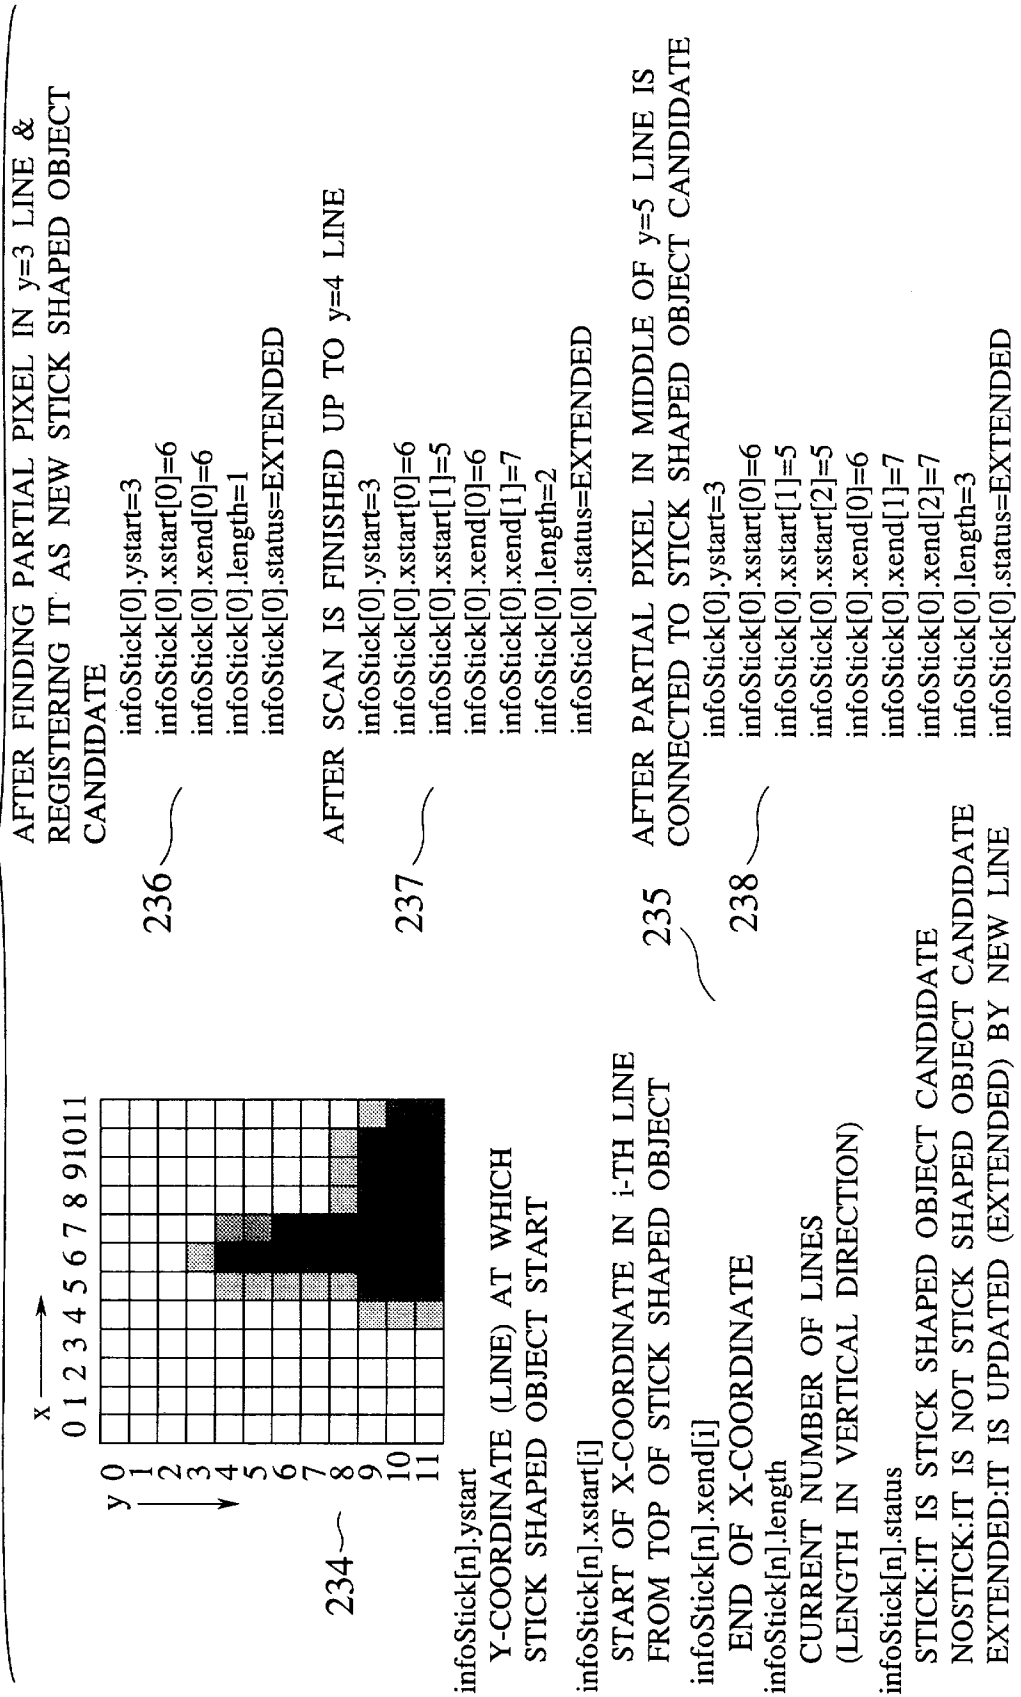 x
0 1 2 3 4 5 6 7 8 9 10 11
y
0
1
2
3
4
5
6
7
8
9
10
11
234
infoStick[n].ystart
Y-COORDINATE (LINE) AT WHICH
STICK SHAPED OBJECT START
infoStick[n].xstart[i]
START OF X-COORDINATE IN i-TH LINE
FROM TOP OF STICK SHAPED OBJECT
infoStick[n].xend[i]
END OF X-COORDINATE
infoStick[n].length
CURRENT NUMBER OF LINES
(LENGTH IN VERTICAL DIRECTION)
infoStick[n].status
STICK:IT IS STICK SHAPED OBJECT CANDIDATE
NOSTICK:IT IS NOT STICK SHAPED OBJECT CANDIDATE
EXTENDED:IT IS UPDATED (EXTENDED) BY NEW LINE
235
AFTER FINDING PARTIAL PIXEL IN y=3 LINE &
REGISTERING IT AS NEW STICK SHAPED OBJECT
CANDIDATE
236
infoStick[0].ystart=3
infoStick[0].xstart[0]=6
infoStick[0].xend[0]=6
infoStick[0].length=1
infoStick[0].status=EXTENDED
AFTER SCAN IS FINISHED UP TO y=4 LINE
237
infoStick[0].ystart=3
infoStick[0].xstart[0]=6
infoStick[0].xstart[1]=5
infoStick[0].xend[0]=6
infoStick[0].xend[1]=7
infoStick[0].length=2
infoStick[0].status=EXTENDED
AFTER PARTIAL PIXEL IN MIDDLE OF y=5 LINE IS
CONNECTED TO STICK SHAPED OBJECT CANDIDATE
238
infoStick[0].ystart=3
infoStick[0].xstart[0]=6
infoStick[0].xstart[1]=5
infoStick[0].xstart[2]=5
infoStick[0].xend[0]=6
infoStick[0].xend[1]=7
infoStick[0].xend[2]=7
infoStick[0].length=3
infoStick[0].status=EXTENDED